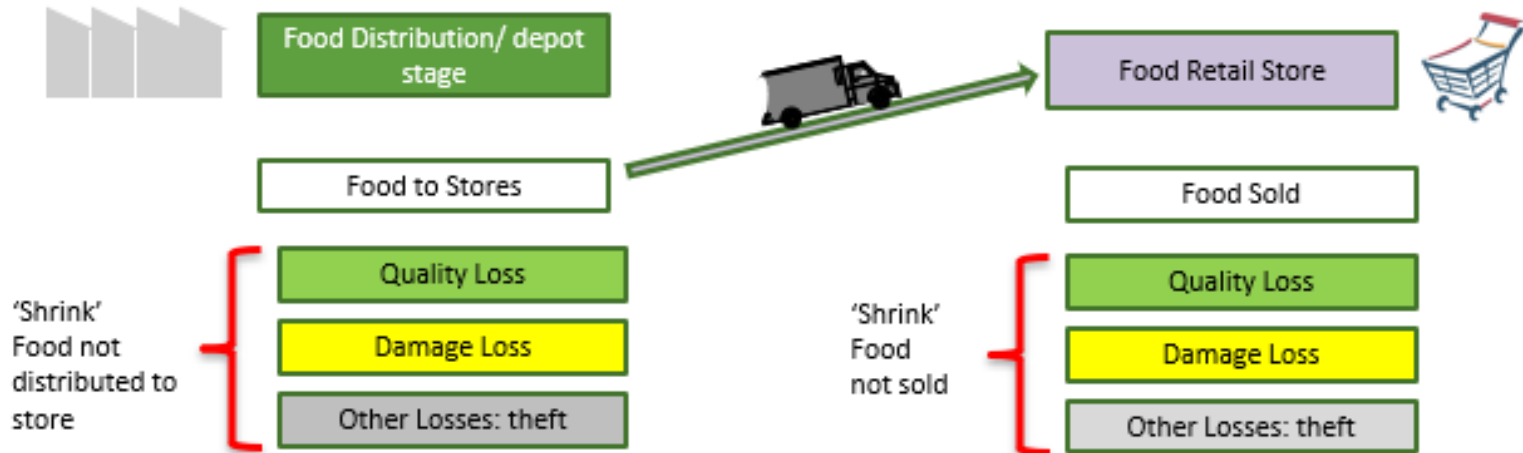 Food Distribution/ depot
stage
Food Retail Store
Food to Stores
Food Sold
'Shrink'
Food not
distributed to
store
Quality Loss
Damage Loss
Other Losses: theft
‘Shrink’
Food
not sold
Quality Loss
Damage Loss
Other Losses: theft